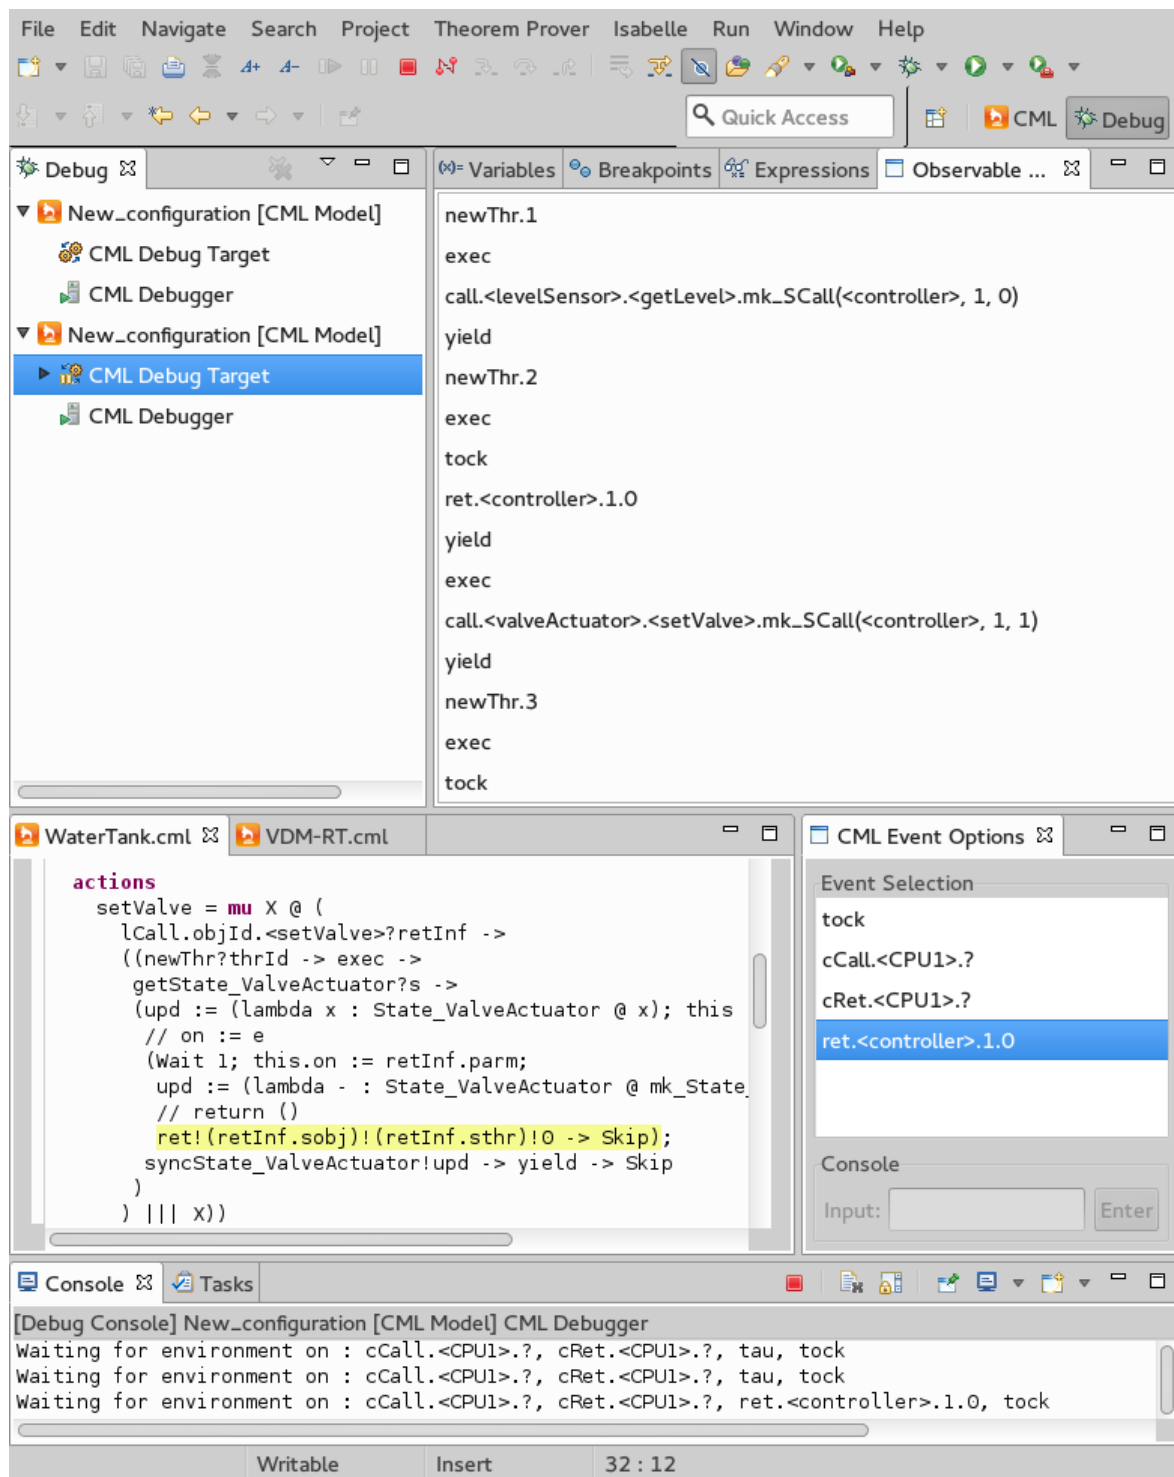 File Edit Navigate Search Project Theorem Prover Isabelle Run Window Help
A+ A-
Quick Access CML Debug
Debug
(x)= Variables Breakpoints Expressions Observable ...
New_configuration [CML Model]
CML Debug Target
CML Debugger
New_configuration [CML Model]
CML Debug Target
CML Debugger
newThr.1
exec
call.<levelSensor>.<getLevel>.mk_SCall(<controller>, 1, 0)
yield
newThr.2
exec
tock
ret.<controller>.1.0
yield
exec
call.<valveActuator>.<setValve>.mk_SCall(<controller>, 1, 1)
yield
newThr.3
exec
tock
WaterTank.cml VDM-RT.cml
actions
setValve = mu X @ (
lCall.objId.<setValve>?retInf ->
((newThr?thrId -> exec ->
getState_ValveActuator?s ->
(upd := (lambda x : State_ValveActuator @ x); this
// on := e
(Wait 1; this.on := retInf.parm;
upd := (lambda - : State_ValveActuator @ mk_State_
// return ()
ret!(retInf.sobj)!(retInf.sthr)!0 -> Skip);
syncState_ValveActuator!upd -> yield -> Skip
)
) ||| X))
CML Event Options
Event Selection
tock
cCall.<CPU1>.?
cRet.<CPU1>.?
ret.<controller>.1.0
Console
Input: Enter
Console Tasks
[Debug Console] New_configuration [CML Model] CML Debugger
Waiting for environment on : cCall.<CPU1>.?, cRet.<CPU1>.?, tau, tock
Waiting for environment on : cCall.<CPU1>.?, cRet.<CPU1>.?, tau, tock
Waiting for environment on : cCall.<CPU1>.?, cRet.<CPU1>.?, ret.<controller>.1.0, tock
Writable Insert 32 : 12